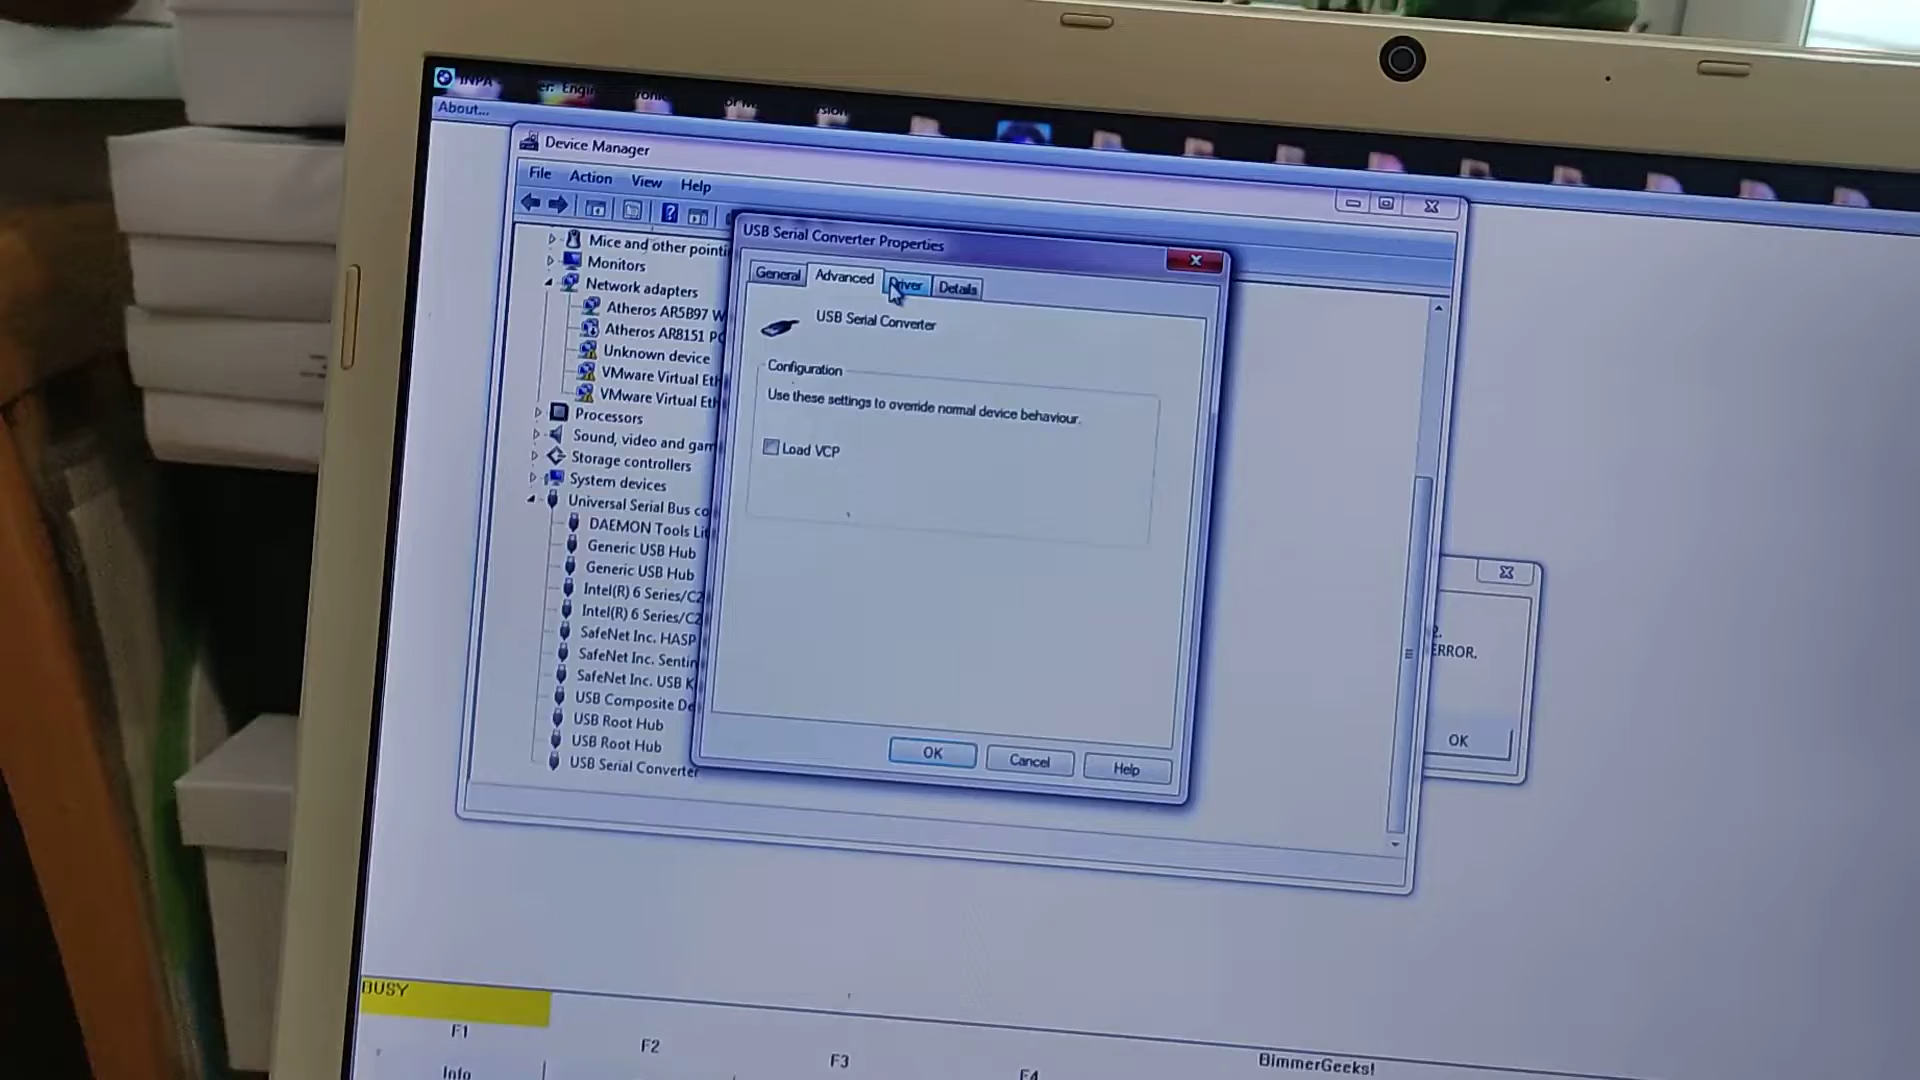 INPA
About...
Device Manager
File Action View Help
Mice and other pointi
Monitors
Network adapters
Atheros AR5B97 W
Atheros AR8151 PC
Unknown device
VMware Virtual Eth
VMware Virtual Eth
Processors
Sound, video and gam
Storage controllers
System devices
Universal Serial Bus co
DAEMON Tools Li
Generic USB Hub
Generic USB Hub
Intel(R) 6 Series/C2
Intel(R) 6 Series/C2
SafeNet Inc. HASP
SafeNet Inc. Sentin
SafeNet Inc. USB K
USB Composite De
USB Root Hub
USB Root Hub
USB Serial Converter
USB Serial Converter Properties
General Advanced Driver Details
USB Serial Converter
Configuration
Use these settings to override normal device behaviour.
Load VCP
OK Cancel Help
2.
ERROR.
OK
BUSY
F1 F2 F3 F4
Info
BimmerGeeks!